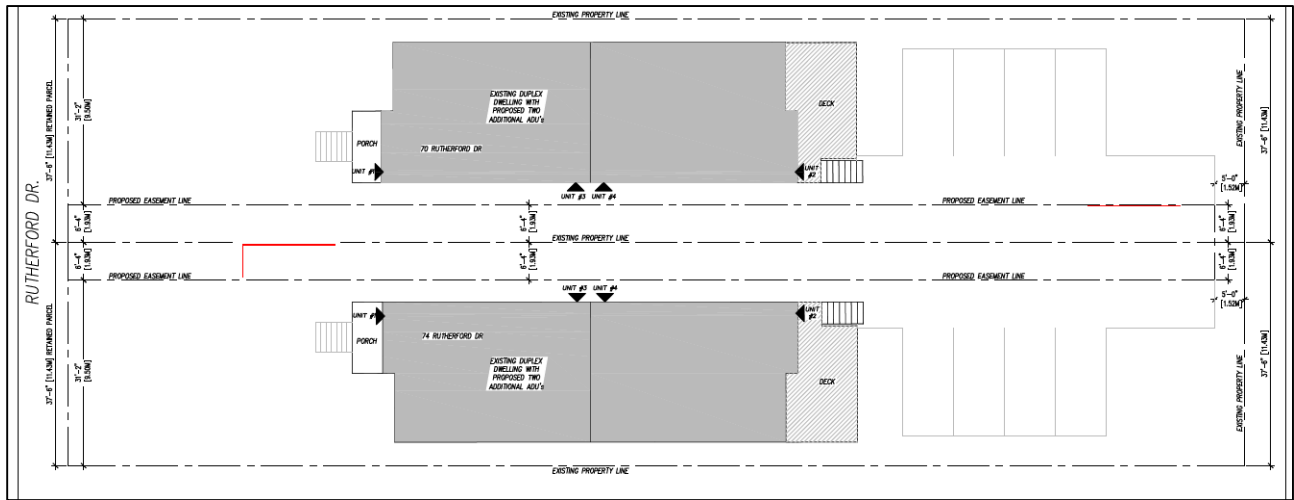 EXISTING PROPERTY LINE
RUTHERFORD DR.
37'-6" [11.43M] RETAINED PARCEL
31'-2"
[9.50M]
EXISTING DUPLEX
DWELLING WITH
PROPOSED TWO
ADDITIONAL ADU's
DECK
EXISTING PROPERTY LINE
37'-6" [11.43M]
PORCH
70 RUTHERFORD DR
UNIT #1
UNIT
#2
UNIT #3
UNIT #4
5'-0"
[1.52M]
PROPOSED EASEMENT LINE
PROPOSED EASEMENT LINE
6'-4"
[1.93M]
6'-4"
[1.93M]
6'-4"
[1.93M]
EXISTING PROPERTY LINE
6'-4"
[1.93M]
6'-4"
[1.93M]
6'-4"
[1.93M]
PROPOSED EASEMENT LINE
PROPOSED EASEMENT LINE
UNIT #3
UNIT #4
5'-0"
[1.52M]
UNIT #1
UNIT
#2
PORCH
74 RUTHERFORD DR
37'-6" [11.43M] RETAINED PARCEL
31'-2"
[9.50M]
EXISTING DUPLEX
DWELLING WITH
PROPOSED TWO
ADDITIONAL ADU's
DECK
EXISTING PROPERTY LINE
37'-6" [11.43M]
EXISTING PROPERTY LINE